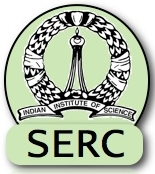 INDIAN INSTITUTE OF SCIENCE
SERC